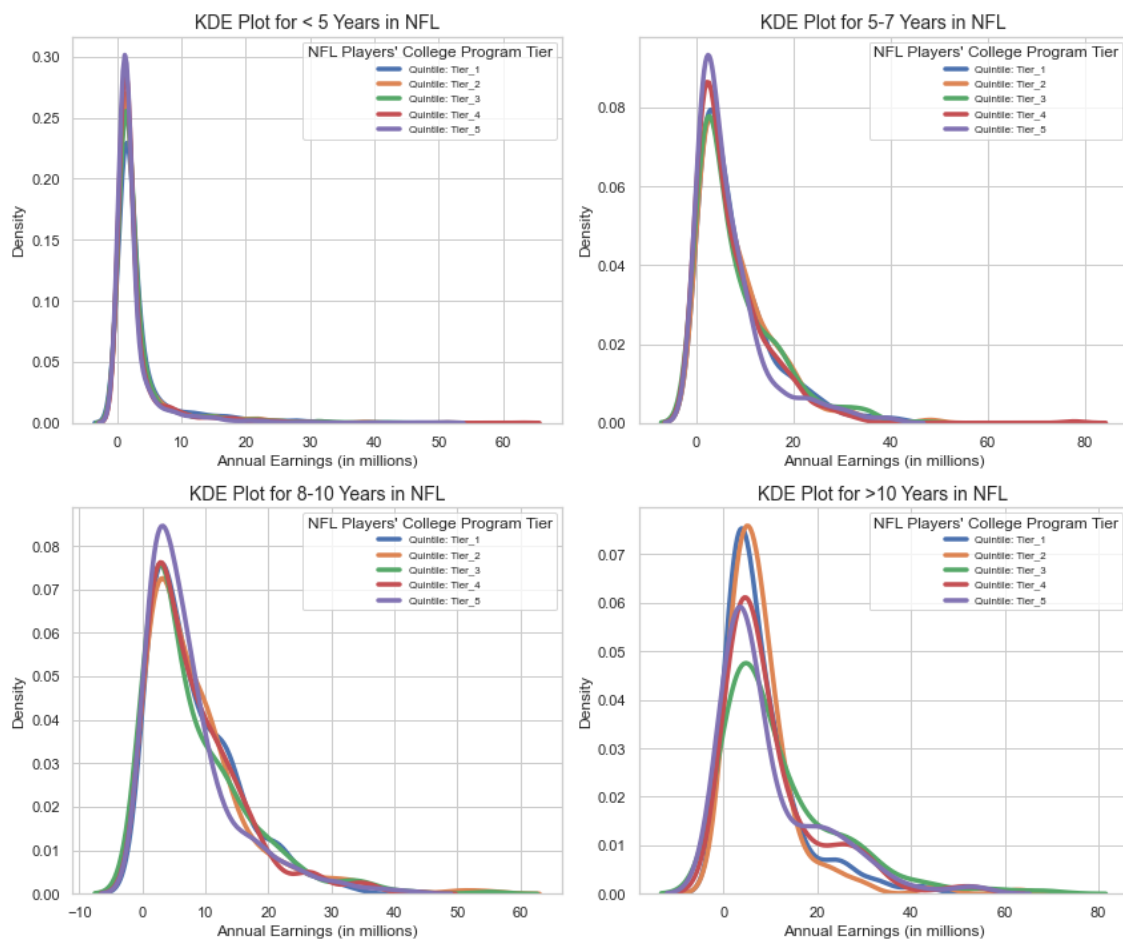 KDE Plot for < 5 Years in NFL
NFL Players' College Program Tier
Quintile: Tier_1
Quintile: Tier_2
Quintile: Tier_3
Quintile: Tier_4
Quintile: Tier_5
0.30
0.25
0.20
0.15
0.10
0.05
0.00
Density
0 10 20 30 40 50 60
Annual Earnings (in millions)
KDE Plot for 5-7 Years in NFL
NFL Players' College Program Tier
Quintile: Tier_1
Quintile: Tier_2
Quintile: Tier_3
Quintile: Tier_4
Quintile: Tier_5
0.08
0.06
0.04
0.02
0.00
Density
0 20 40 60 80
Annual Earnings (in millions)
KDE Plot for 8-10 Years in NFL
NFL Players' College Program Tier
Quintile: Tier_1
Quintile: Tier_2
Quintile: Tier_3
Quintile: Tier_4
Quintile: Tier_5
0.08
0.07
0.06
0.05
0.04
0.03
0.02
0.01
0.00
Density
−10 0 10 20 30 40 50 60
Annual Earnings (in millions)
KDE Plot for >10 Years in NFL
NFL Players' College Program Tier
Quintile: Tier_1
Quintile: Tier_2
Quintile: Tier_3
Quintile: Tier_4
Quintile: Tier_5
0.07
0.06
0.05
0.04
0.03
0.02
0.01
0.00
Density
0 20 40 60 80
Annual Earnings (in millions)